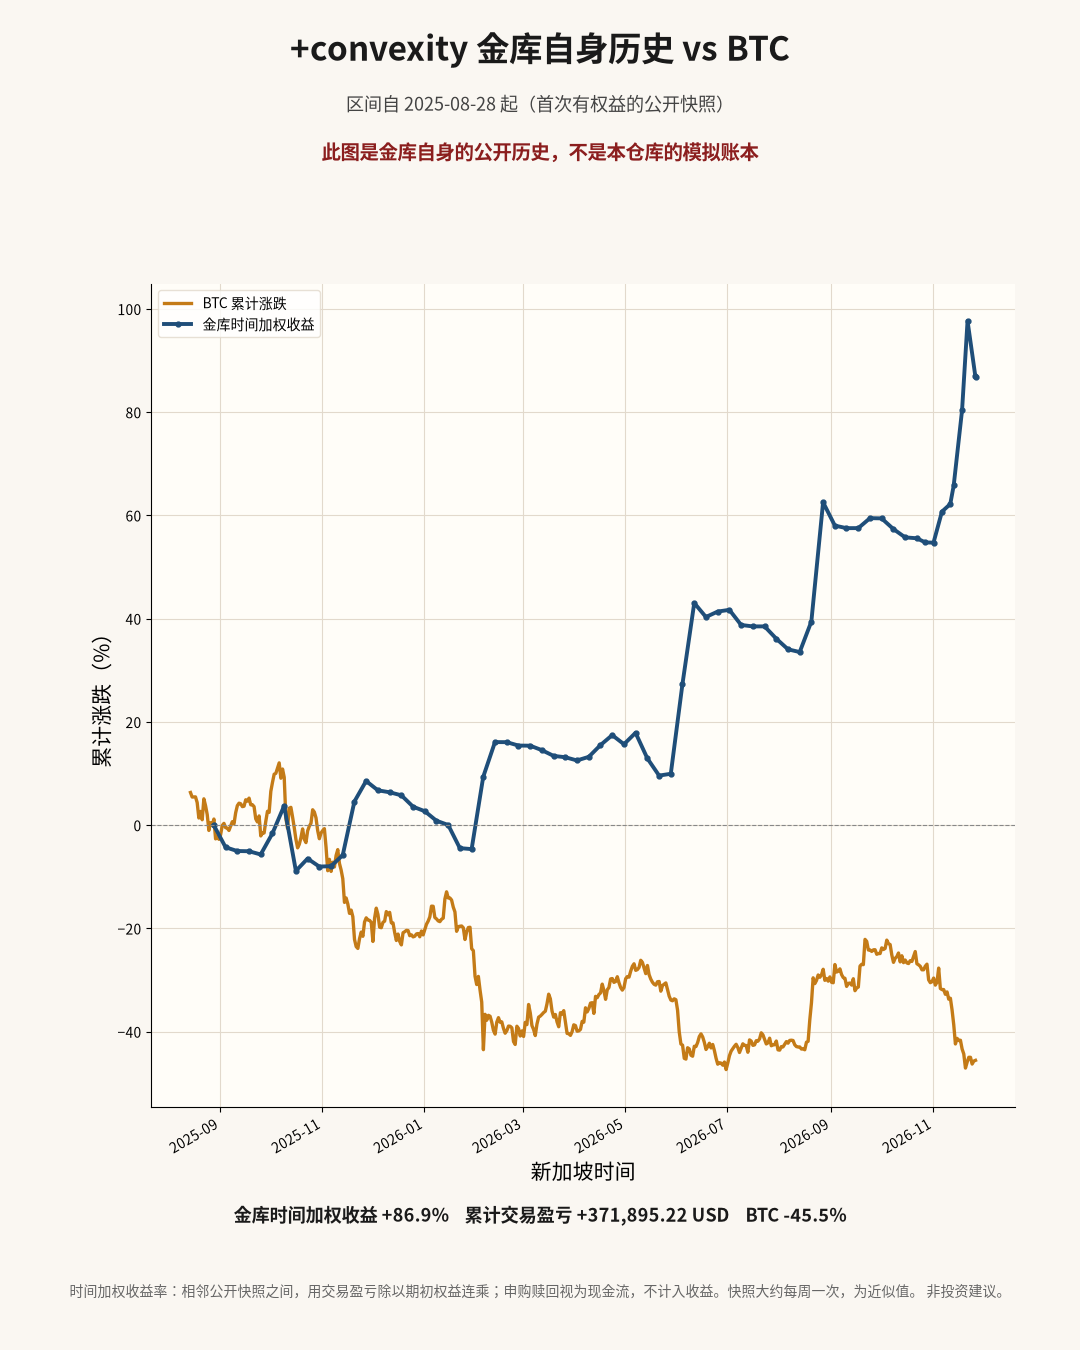 +convexity 金库自身历史 vs BTC
区间自 2025-08-28 起（首次有权益的公开快照）
此图是金库自身的公开历史，不是本仓库的模拟账本
BTC 累计涨跌
金库时间加权收益
累计涨跌（%）
100
80
60
40
20
0
−20
−40
2025-09
2025-11
2026-01
2026-03
2026-05
2026-07
2026-09
2026-11
新加坡时间
金库时间加权收益 +86.9% 累计交易盈亏 +371,895.22 USD BTC -45.5%
时间加权收益率：相邻公开快照之间，用交易盈亏除以期初权益连乘；申购赎回视为现金流，不计入收益。快照大约每周一次，为近似值。 非投资建议。